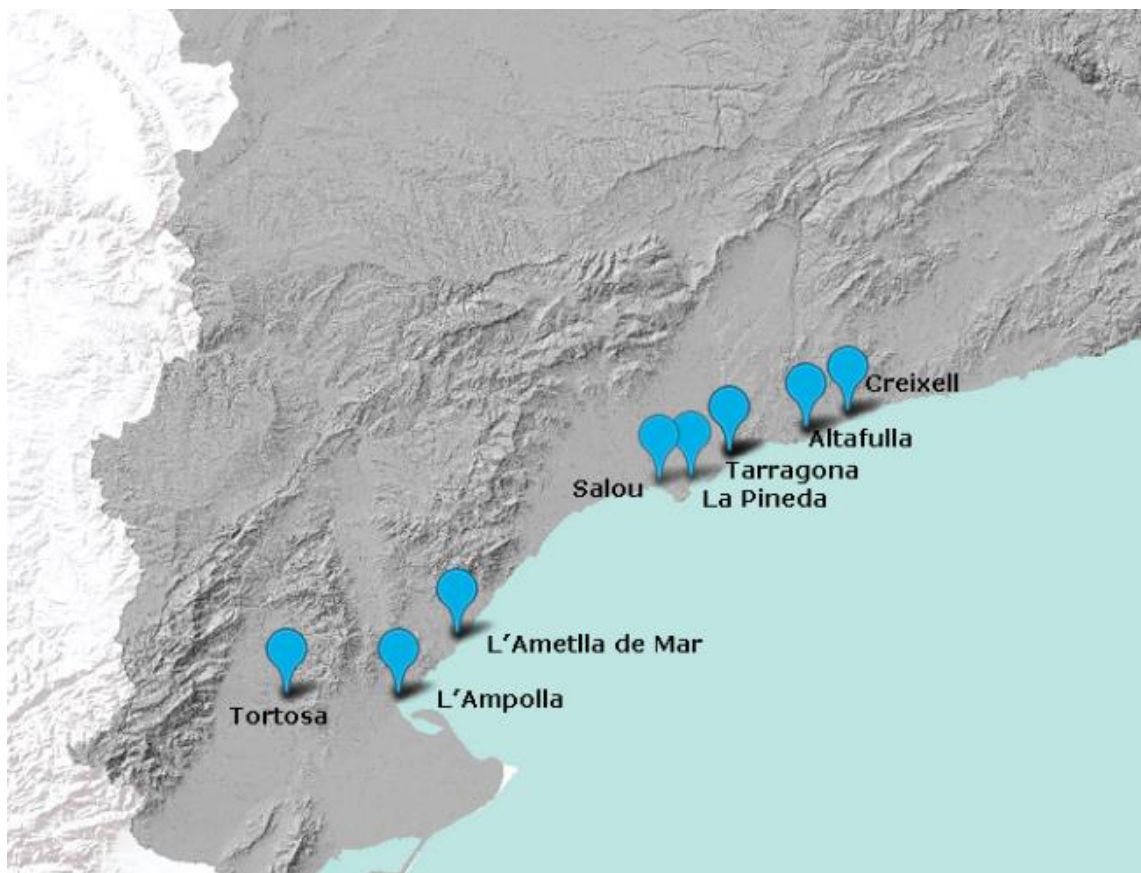 Creixell
Altafulla
Tarragona
Salou
La Pineda
L'Ametlla de Mar
L'Ampolla
Tortosa